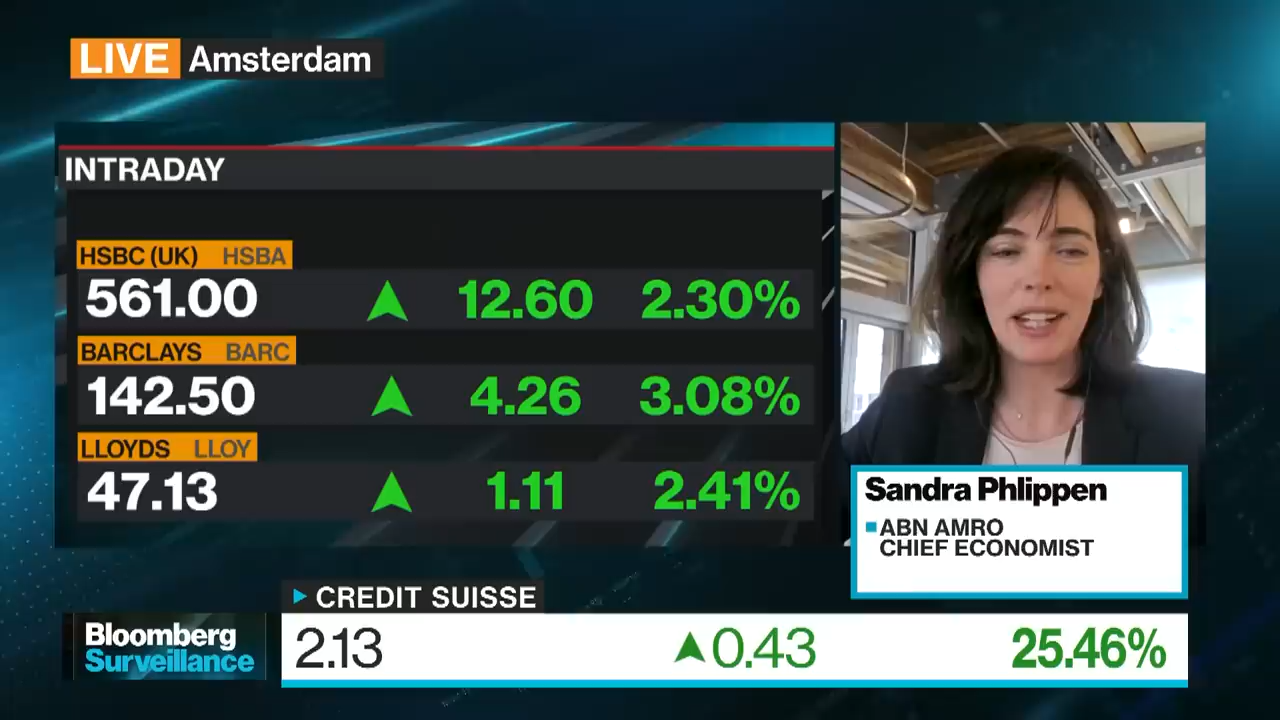 LIVE Amsterdam
INTRADAY
HSBC (UK) HSBA
561.00 ▲ 12.60 2.30%
BARCLAYS BARC
142.50 ▲ 4.26 3.08%
LLOYDS LLOY
47.13 ▲ 1.11 2.41%
Sandra Phlippen
ABN AMRO
CHIEF ECONOMIST
CREDIT SUISSE
Bloomberg
Surveillance
2.13 ▲0.43 25.46%